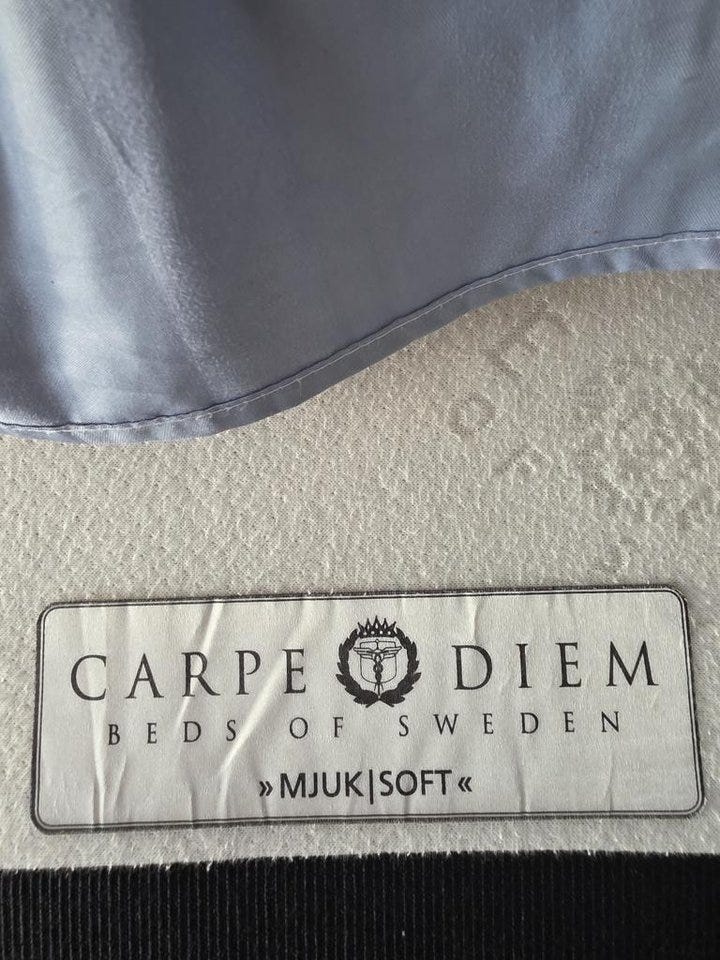 CARPE DIEM
BEDS OF SWEDEN
»MJUK|SOFT«